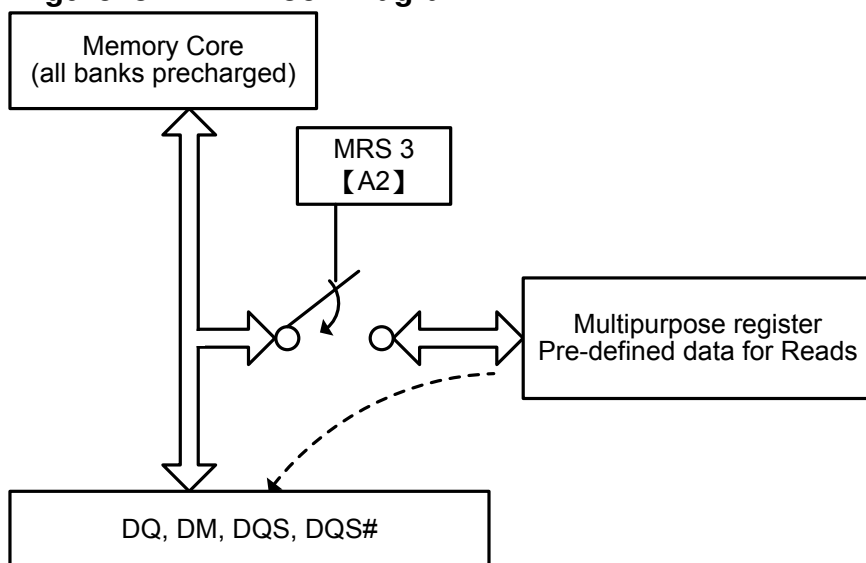 Memory Core
(all banks precharged)
MRS 3
【A2】
Multipurpose register
Pre-defined data for Reads
DQ, DM, DQS, DQS#